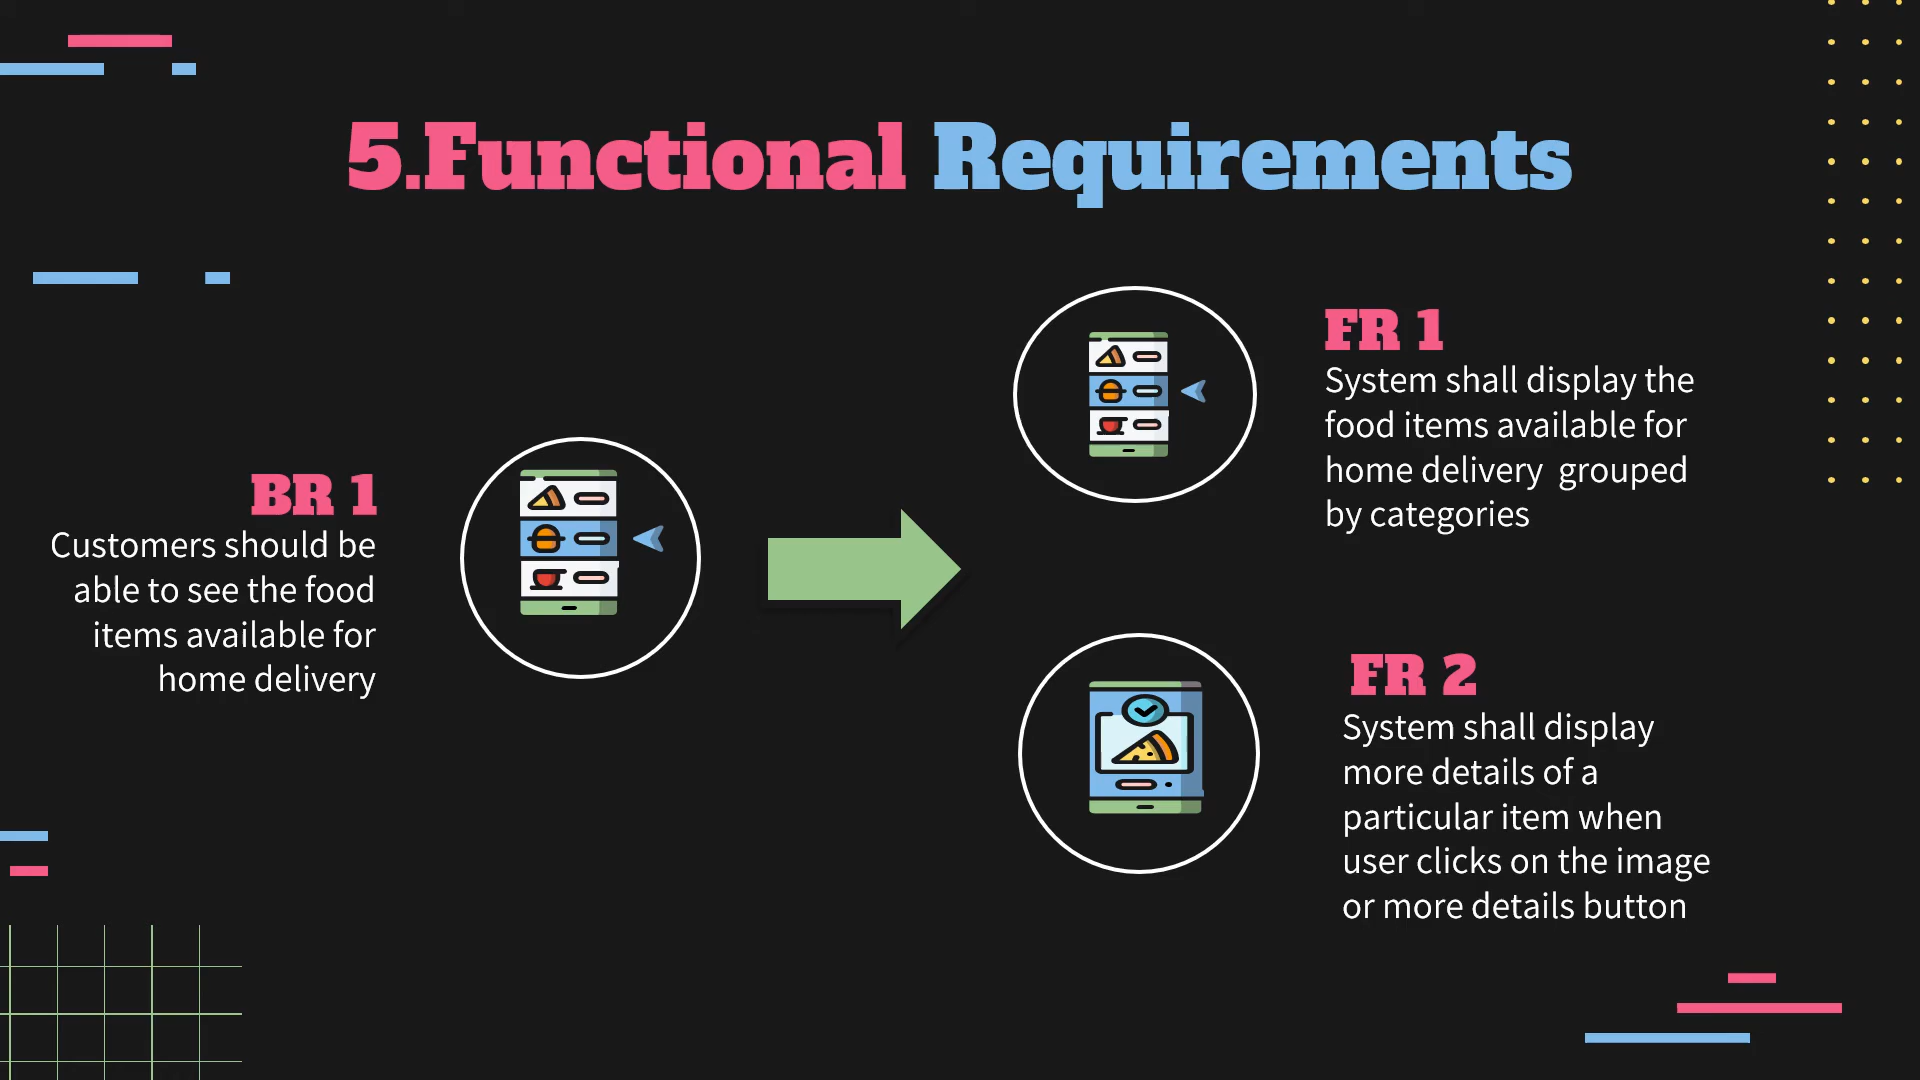 5.Functional Requirements
BR 1
Customers should be
able to see the food
items available for
home delivery
FR 1
System shall display the
food items available for
home delivery  grouped
by categories
FR 2
System shall display
more details of a
particular item when
user clicks on the image
or more details button